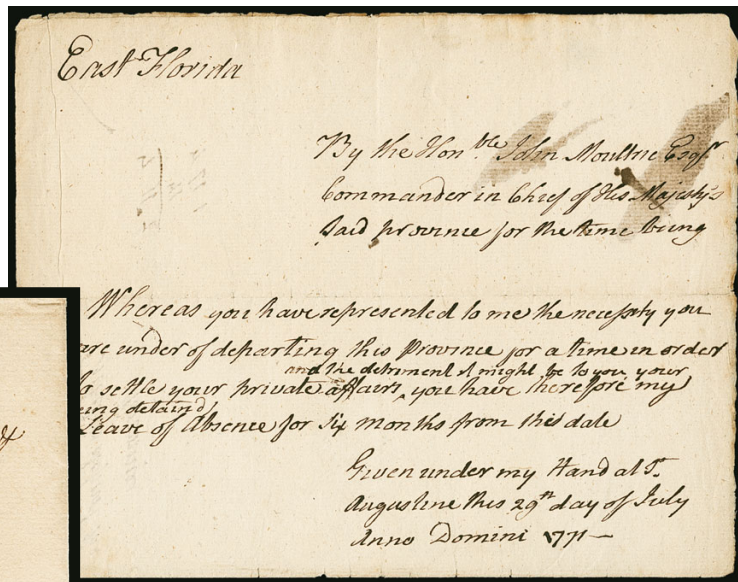 East Florida
By the Hon.ble John Moultrie Esqr.
Commander in Chief of His Majesty's
Said province for the time being
Whereas you have represented to me the necessity you
are under of departing this Province for a time in order
and the detriment it might be to you your
to settle your private affairs, you have therefore my
being detain'd
Leave of Absence for six months from this date
Given under my Hand at St.
Augustine this 29th day of July
Anno Domini 1771 —